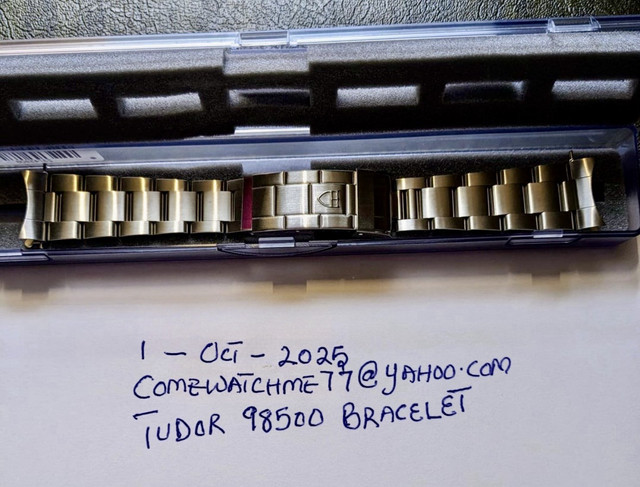 1 - OCT - 2025
COMEWATCHME77@YAHOO.COM
TUDOR 98500 BRACELET